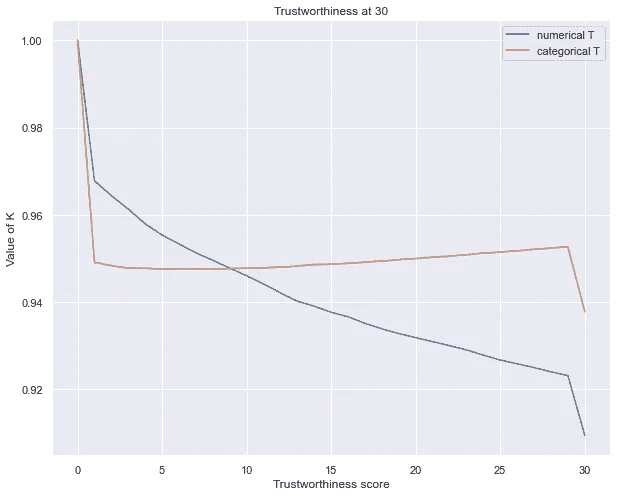 Trustworthiness at 30
numerical T
categorical T
Value of K
1.00
0.98
0.96
0.94
0.92
0 5 10 15 20 25 30
Trustworthiness score